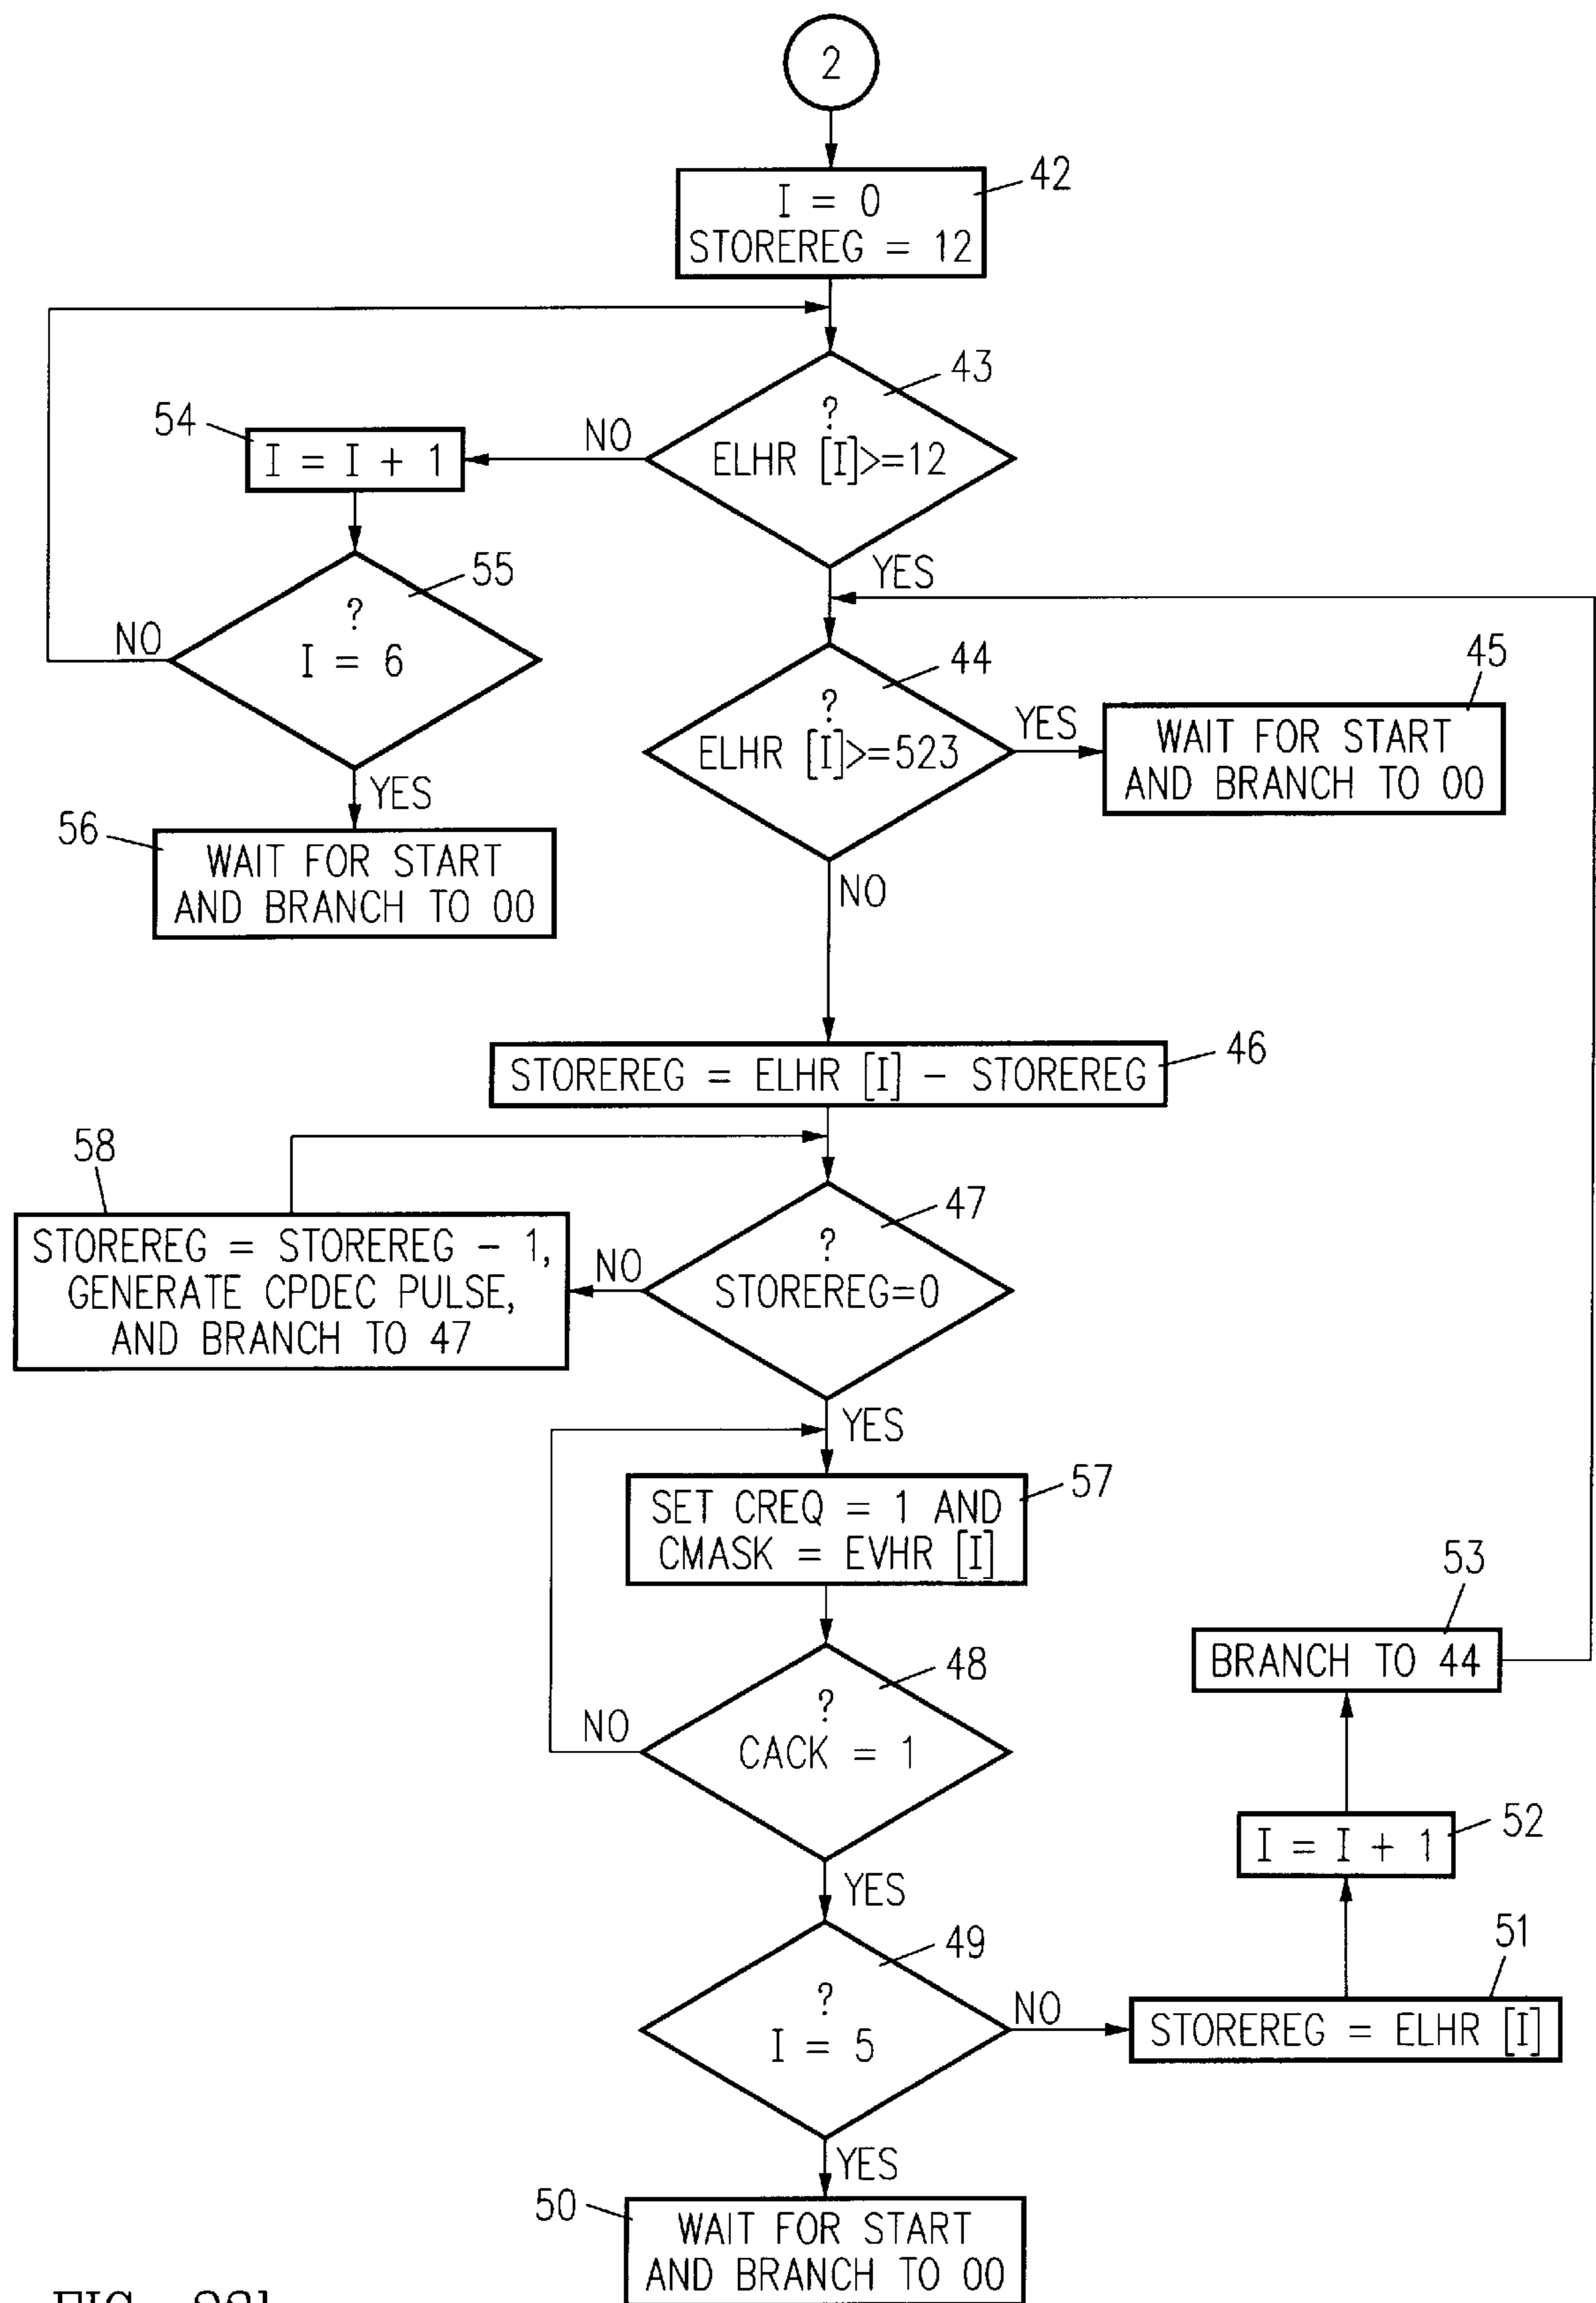 2
I = 0
STOREREG = 12
42
43
?
ELHR [I]>=12
NO
YES
54
I = I + 1
55
?
I = 6
NO
YES
56
WAIT FOR START
AND BRANCH TO 00
44
?
ELHR [I]>=523
YES
NO
45
WAIT FOR START
AND BRANCH TO 00
46
STOREREG = ELHR [I] - STOREREG
58
STOREREG = STOREREG - 1,
GENERATE CPDEC PULSE,
AND BRANCH TO 47
47
?
STOREREG=0
NO
YES
57
SET CREQ = 1 AND
CMASK = EVHR [I]
48
?
CACK = 1
NO
YES
53
BRANCH TO 44
52
I = I + 1
51
STOREREG = ELHR [I]
49
?
I = 5
NO
YES
50
WAIT FOR START
AND BRANCH TO 00